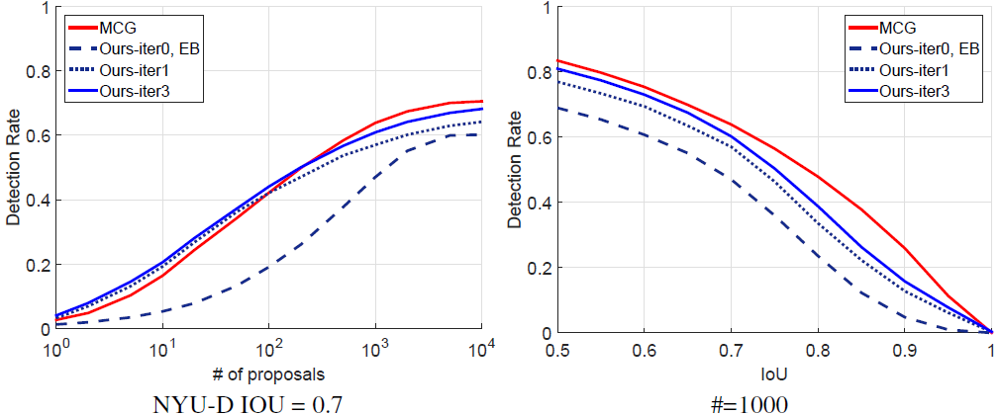 1
0.8
0.6
0.4
0.2
0
Detection Rate
MCG
Ours-iter0, EB
Ours-iter1
Ours-iter3
10^0 10^1 10^2 10^3 10^4
# of proposals
NYU-D IOU = 0.7
1
0.8
0.6
0.4
0.2
0
Detection Rate
MCG
Ours-iter0, EB
Ours-iter1
Ours-iter3
0.5 0.6 0.7 0.8 0.9 1
IoU
#=1000